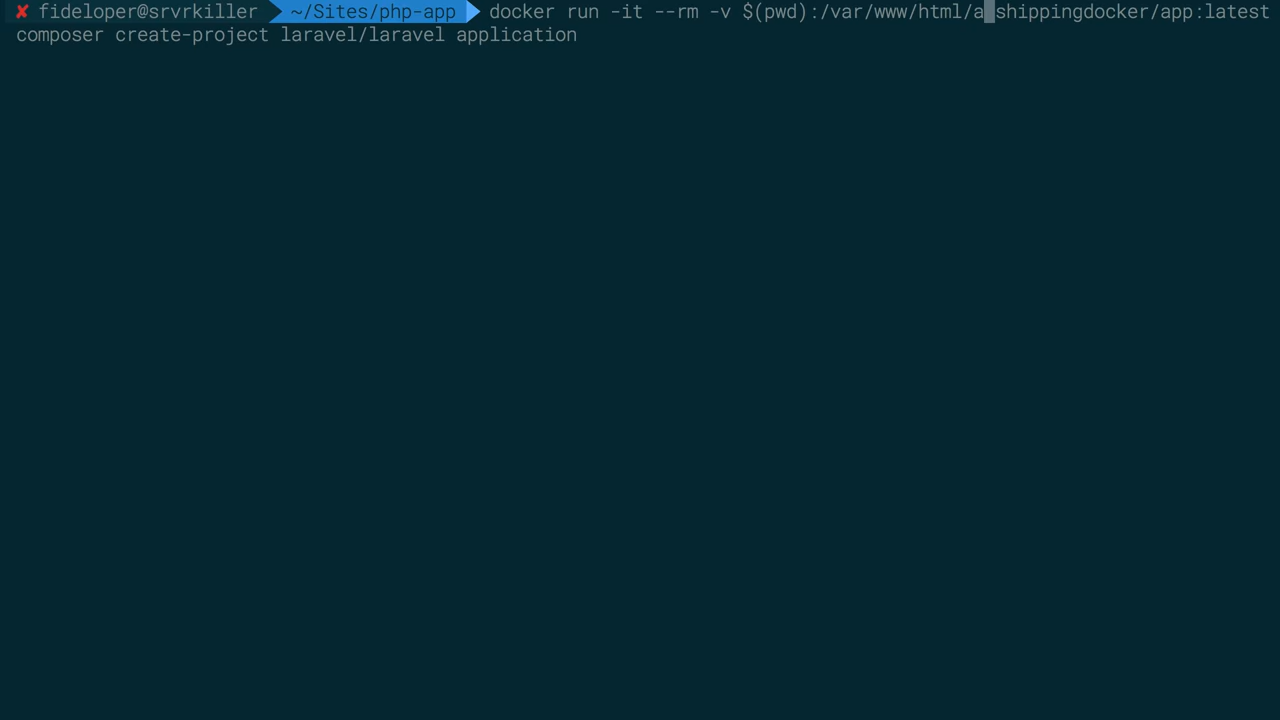 ✘ fideloper@srvrkiller ~/Sites/php-app docker run -it --rm -v $(pwd):/var/www/html/a shippingdocker/app:latest
composer create-project laravel/laravel application